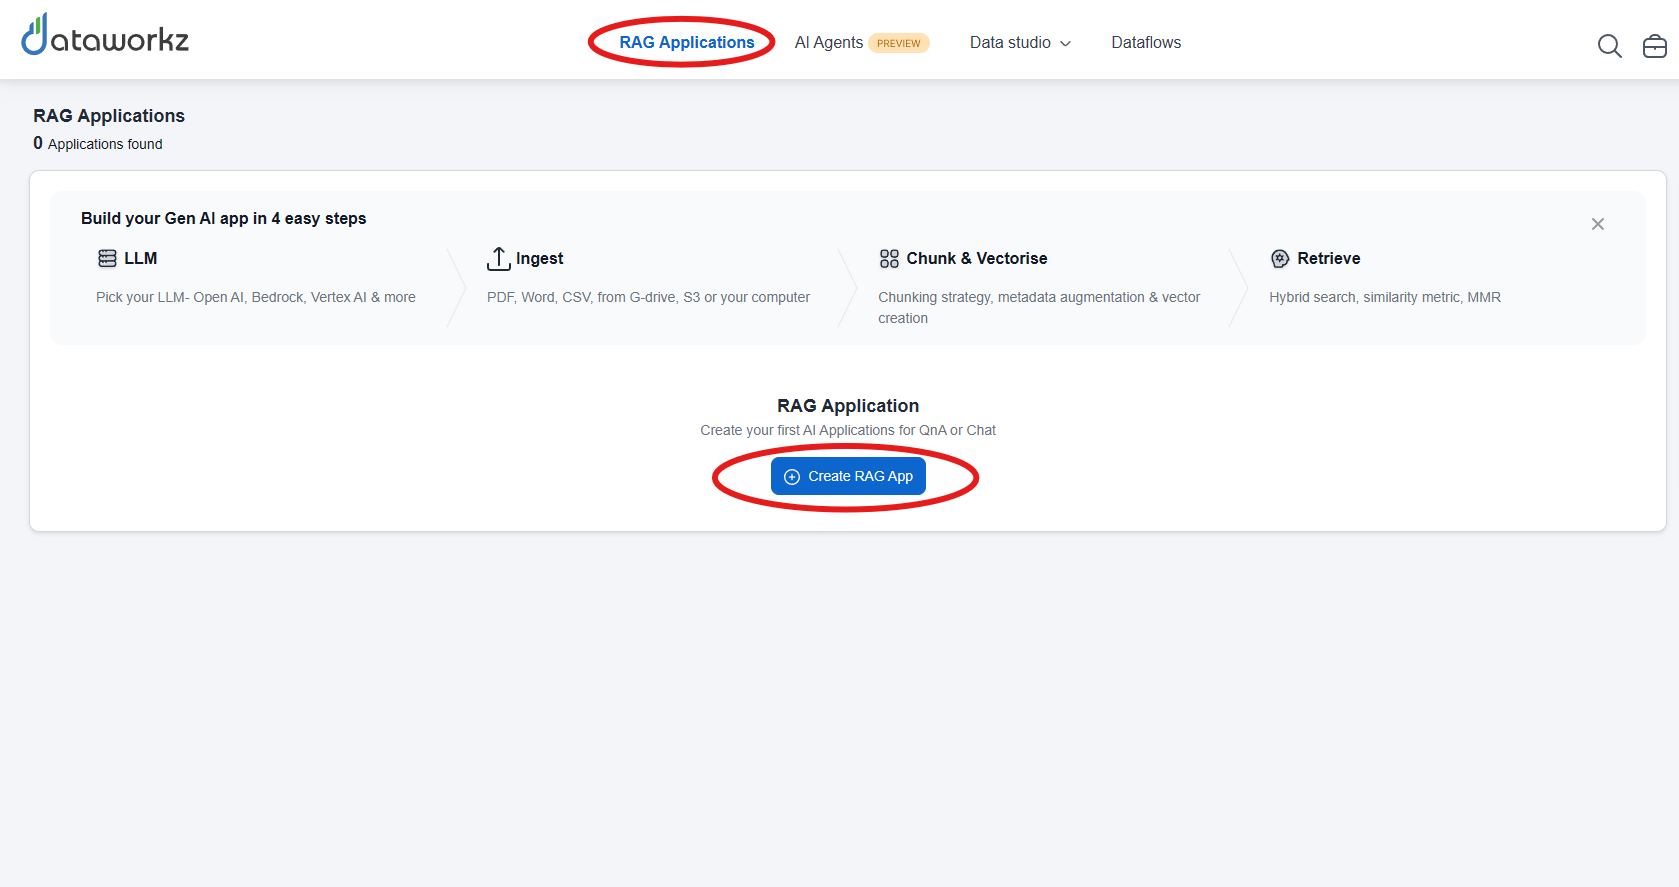 dataworkz
RAG Applications
AI Agents PREVIEW
Data studio
Dataflows
RAG Applications
0 Applications found
Build your Gen AI app in 4 easy steps
LLM
Pick your LLM- Open AI, Bedrock, Vertex AI & more
Ingest
PDF, Word, CSV, from G-drive, S3 or your computer
Chunk & Vectorise
Chunking strategy, metadata augmentation & vector
creation
Retrieve
Hybrid search, similarity metric, MMR
RAG Application
Create your first AI Applications for QnA or Chat
Create RAG App